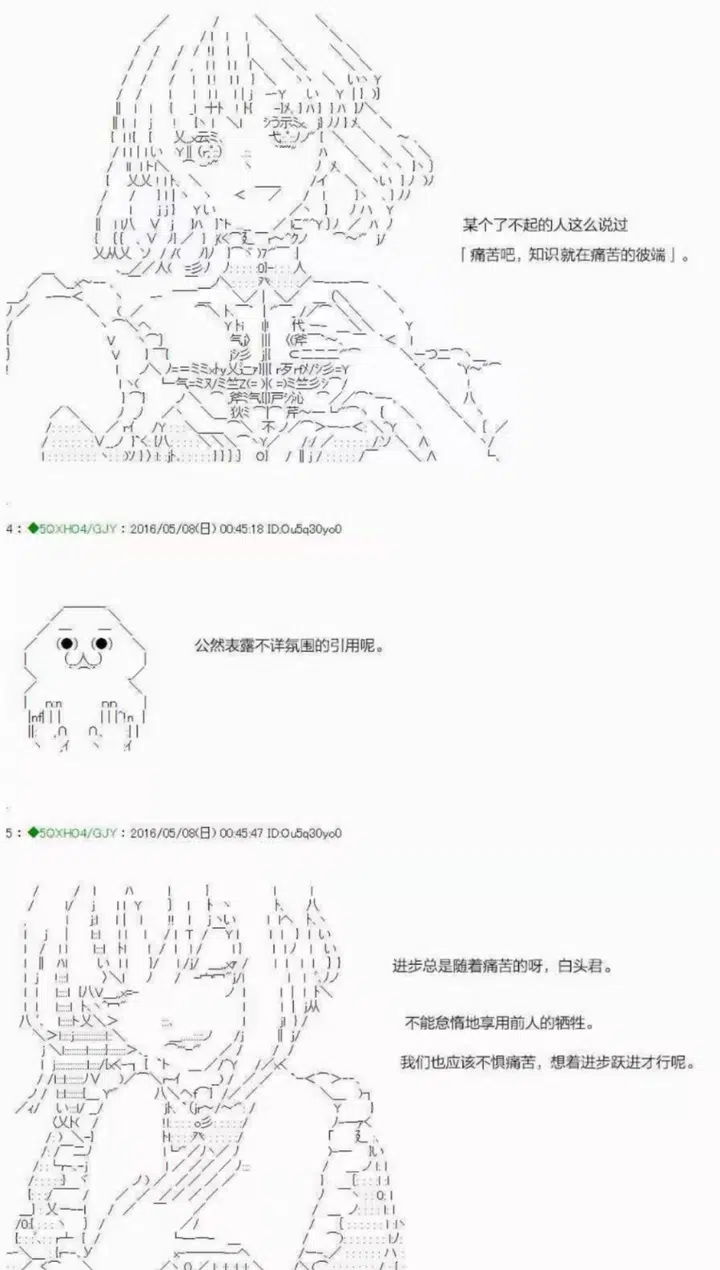 某个了不起的人这么说过
「痛苦吧，知识就在痛苦的彼端」。
4：◆5QXHO4/GJY：2016/05/08(日) 00:45:18 ID:Ou5q30yo0
公然表露不详氛围的引用呢。
5：◆5QXHO4/GJY：2016/05/08(日) 00:45:47 ID:Ou5q30yo0
进步总是随着痛苦的呀，白头君。
不能怠惰地享用前人的牺牲。
我们也应该不惧痛苦，想着进步跃进才行呢。